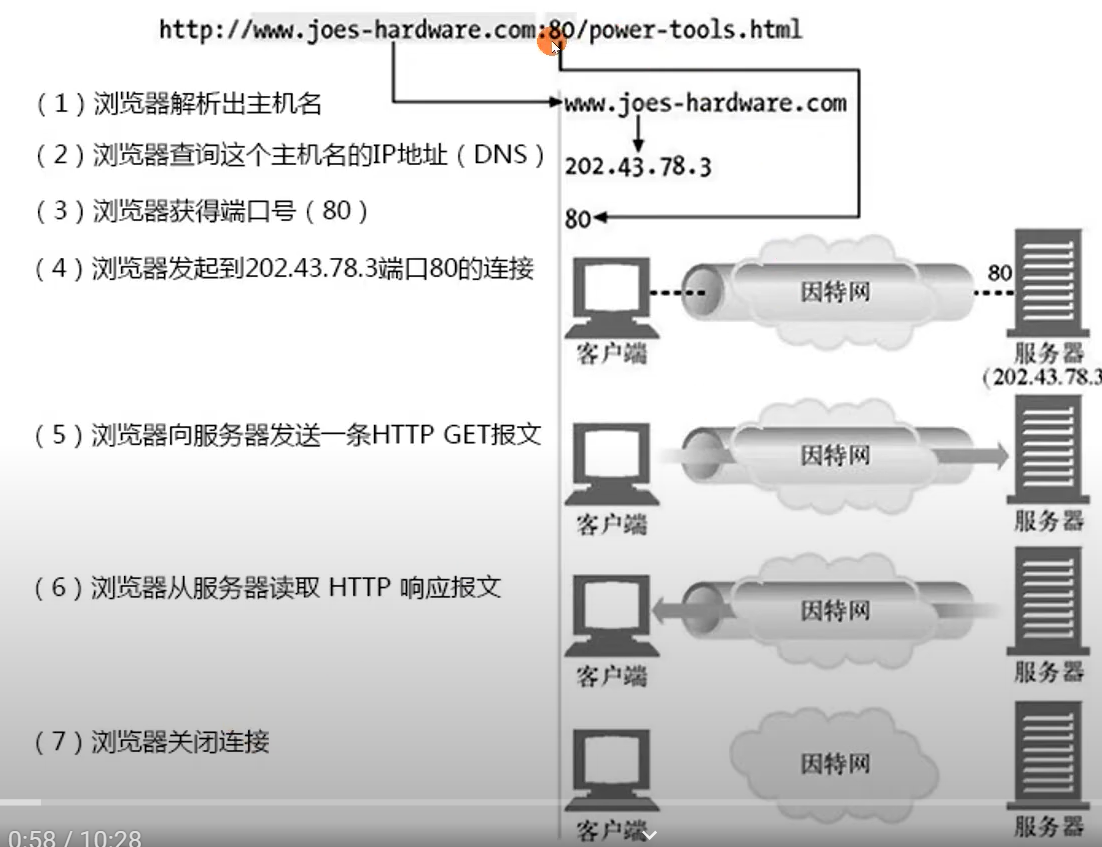 http://www.joes-hardware.com:80/power-tools.html
（1）浏览器解析出主机名
www.joes-hardware.com
（2）浏览器查询这个主机名的IP地址（DNS）
202.43.78.3
（3）浏览器获得端口号（80）
80
（4）浏览器发起到202.43.78.3端口80的连接
因特网
80
客户端
服务器
(202.43.78.3
（5）浏览器向服务器发送一条HTTP GET报文
因特网
客户端
服务器
（6）浏览器从服务器读取 HTTP 响应报文
因特网
客户端
服务器
（7）浏览器关闭连接
因特网
客户端
服务器
0:58 / 10:28